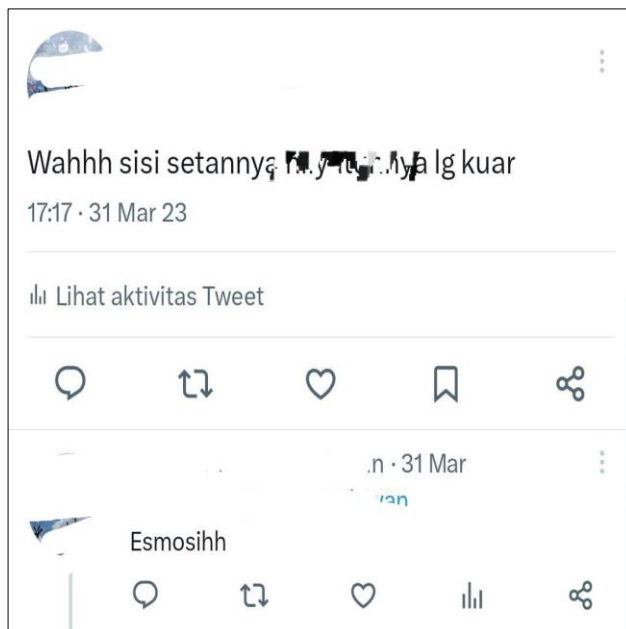 Wahhh sisi setannya lg kuar
17:17 · 31 Mar 23
Lihat aktivitas Tweet
· 31 Mar
Esmosihh